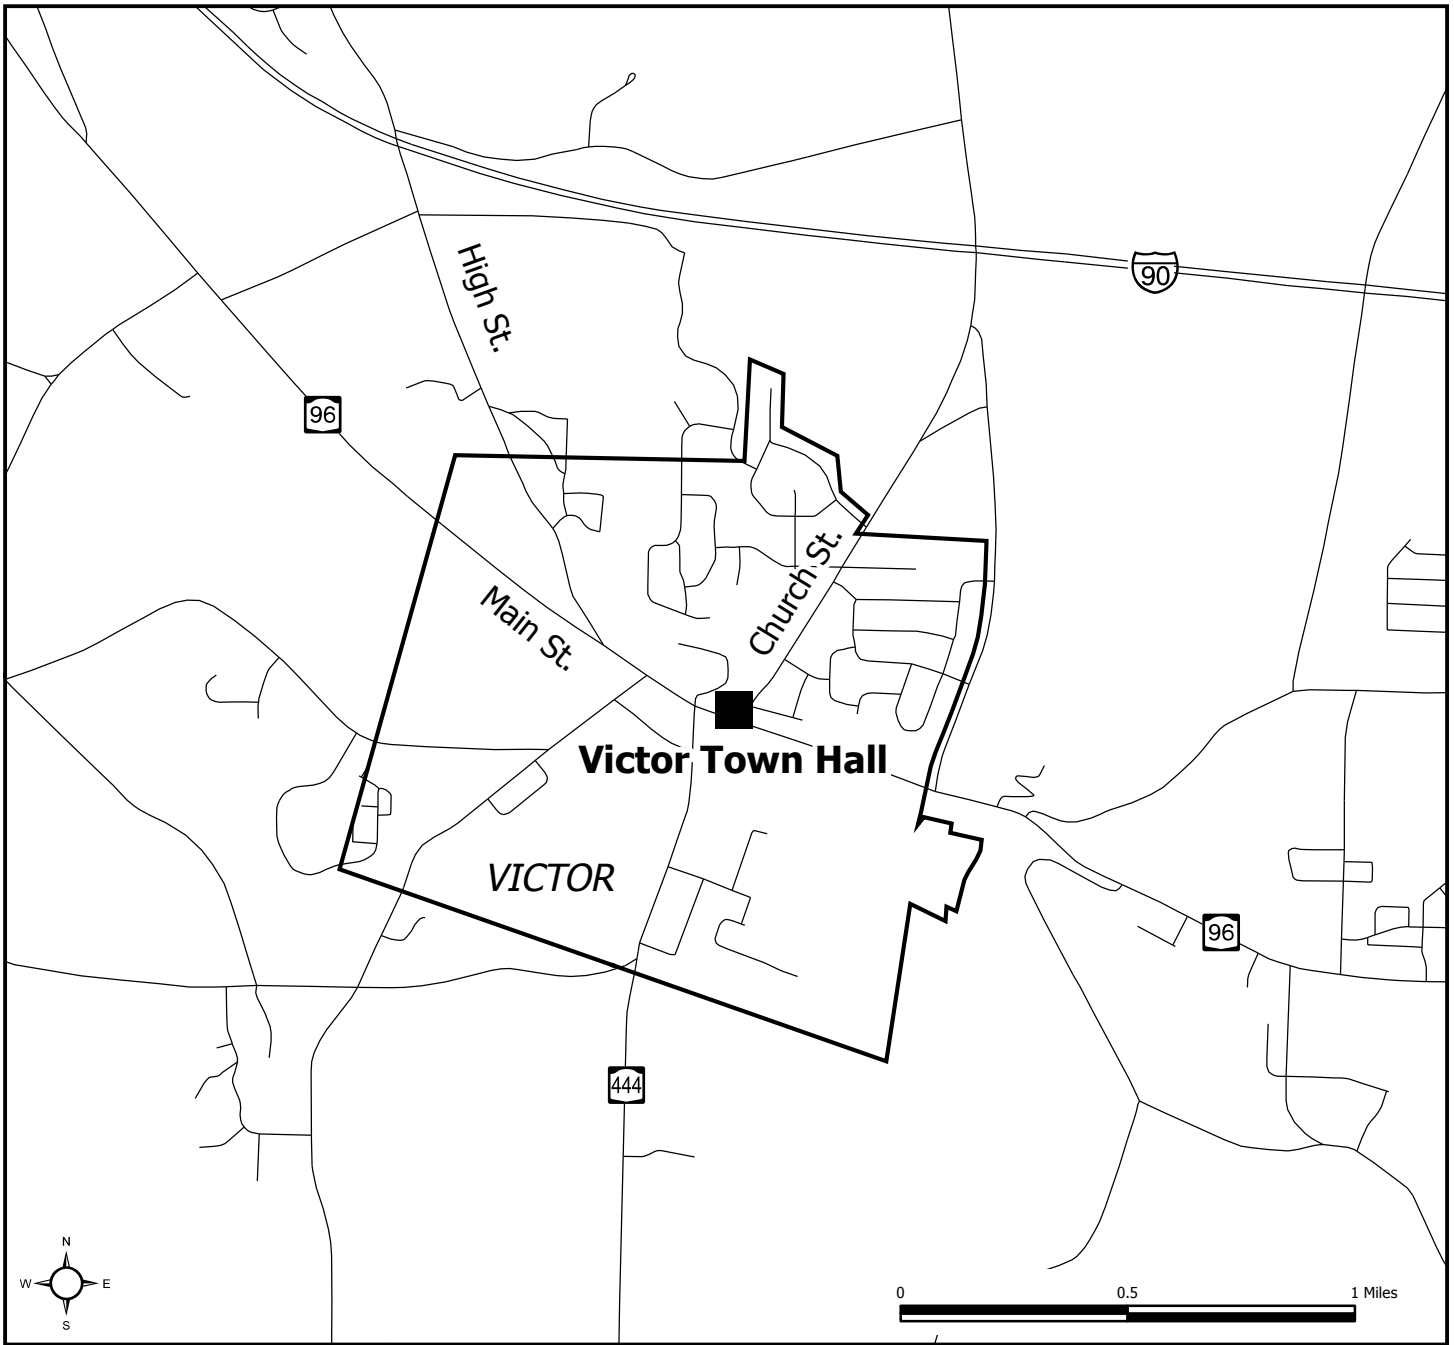 High St.
90
96
Church St.
Main St.
Victor Town Hall
VICTOR
96
444
N
W E
S
0 0.5 1 Miles